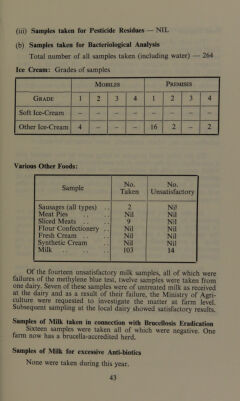 (iii) Samples taken for Pesticide Residues — NIL
(b) Samples taken for Bacteriological Analysis
Total number of all samples taken (including water) — 264
Ice Cream: Grades of samples
MOBILES PREMISES
GRADE 1 2 3 4 1 2 3 4
Soft Ice-Cream – – – – – – – –
Other Ice-Cream 4 – – – 16 2 – 2
Various Other Foods:
Sample No. Taken No. Unsatisfactory
Sausages (all types) .. 2 Nil
Meat Pies .. .. Nil Nil
Sliced Meats .. .. 9 Nil
Flour Confectionery .. Nil Nil
Fresh Cream .. .. Nil Nil
Synthetic Cream Nil Nil
Milk .. .. 103 14
Of the fourteen unsatisfactory milk samples, all of which were
failures of the methylene blue test, twelve samples were taken from
one dairy. Seven of these samples were of untreated milk as received
at the dairy and as a result of their failure, the Ministry of Agri-
culture were requested to investigate the matter at farm level.
Subsequent sampling at the local dairy showed satisfactory results.
Samples of Milk taken in connection with Brucellosis Eradication
Sixteen samples were taken all of which were negative. One
farm now has a brucella-accredited herd.
Samples of Milk for excessive Anti-biotics
None were taken during this year.
43